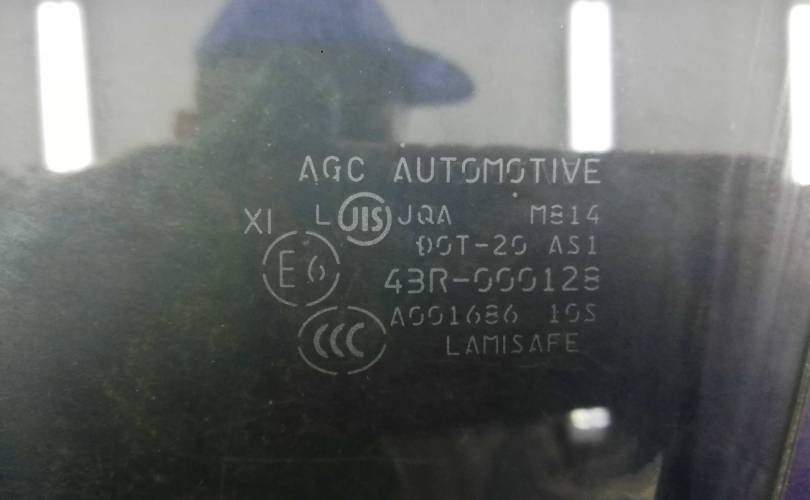 AGC AUTOMOTIVE
XI L JIS JQA M814
DOT-20 AS1
E6 43R-000128
CCC A001686 10S
LAMISAFE